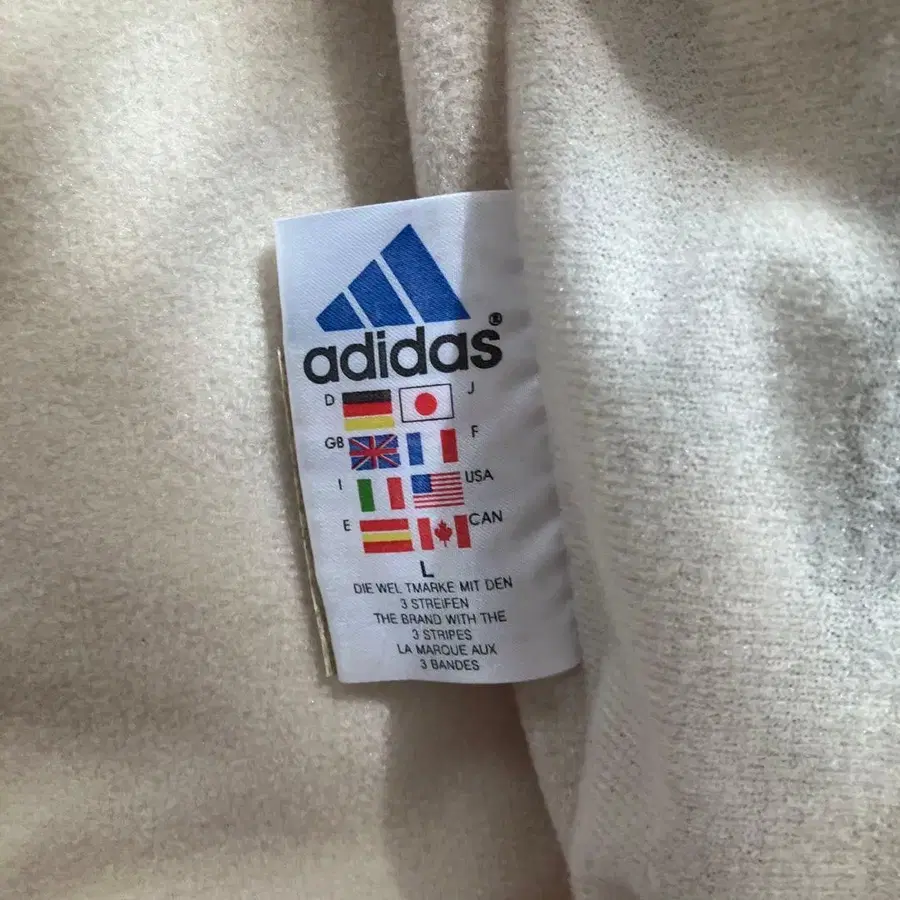 adidas®
D J
GB F
I USA
E CAN
L
DIE WEL TMARKE MIT DEN
3 STREIFEN
THE BRAND WITH THE
3 STRIPES
LA MARQUE AUX
3 BANDES